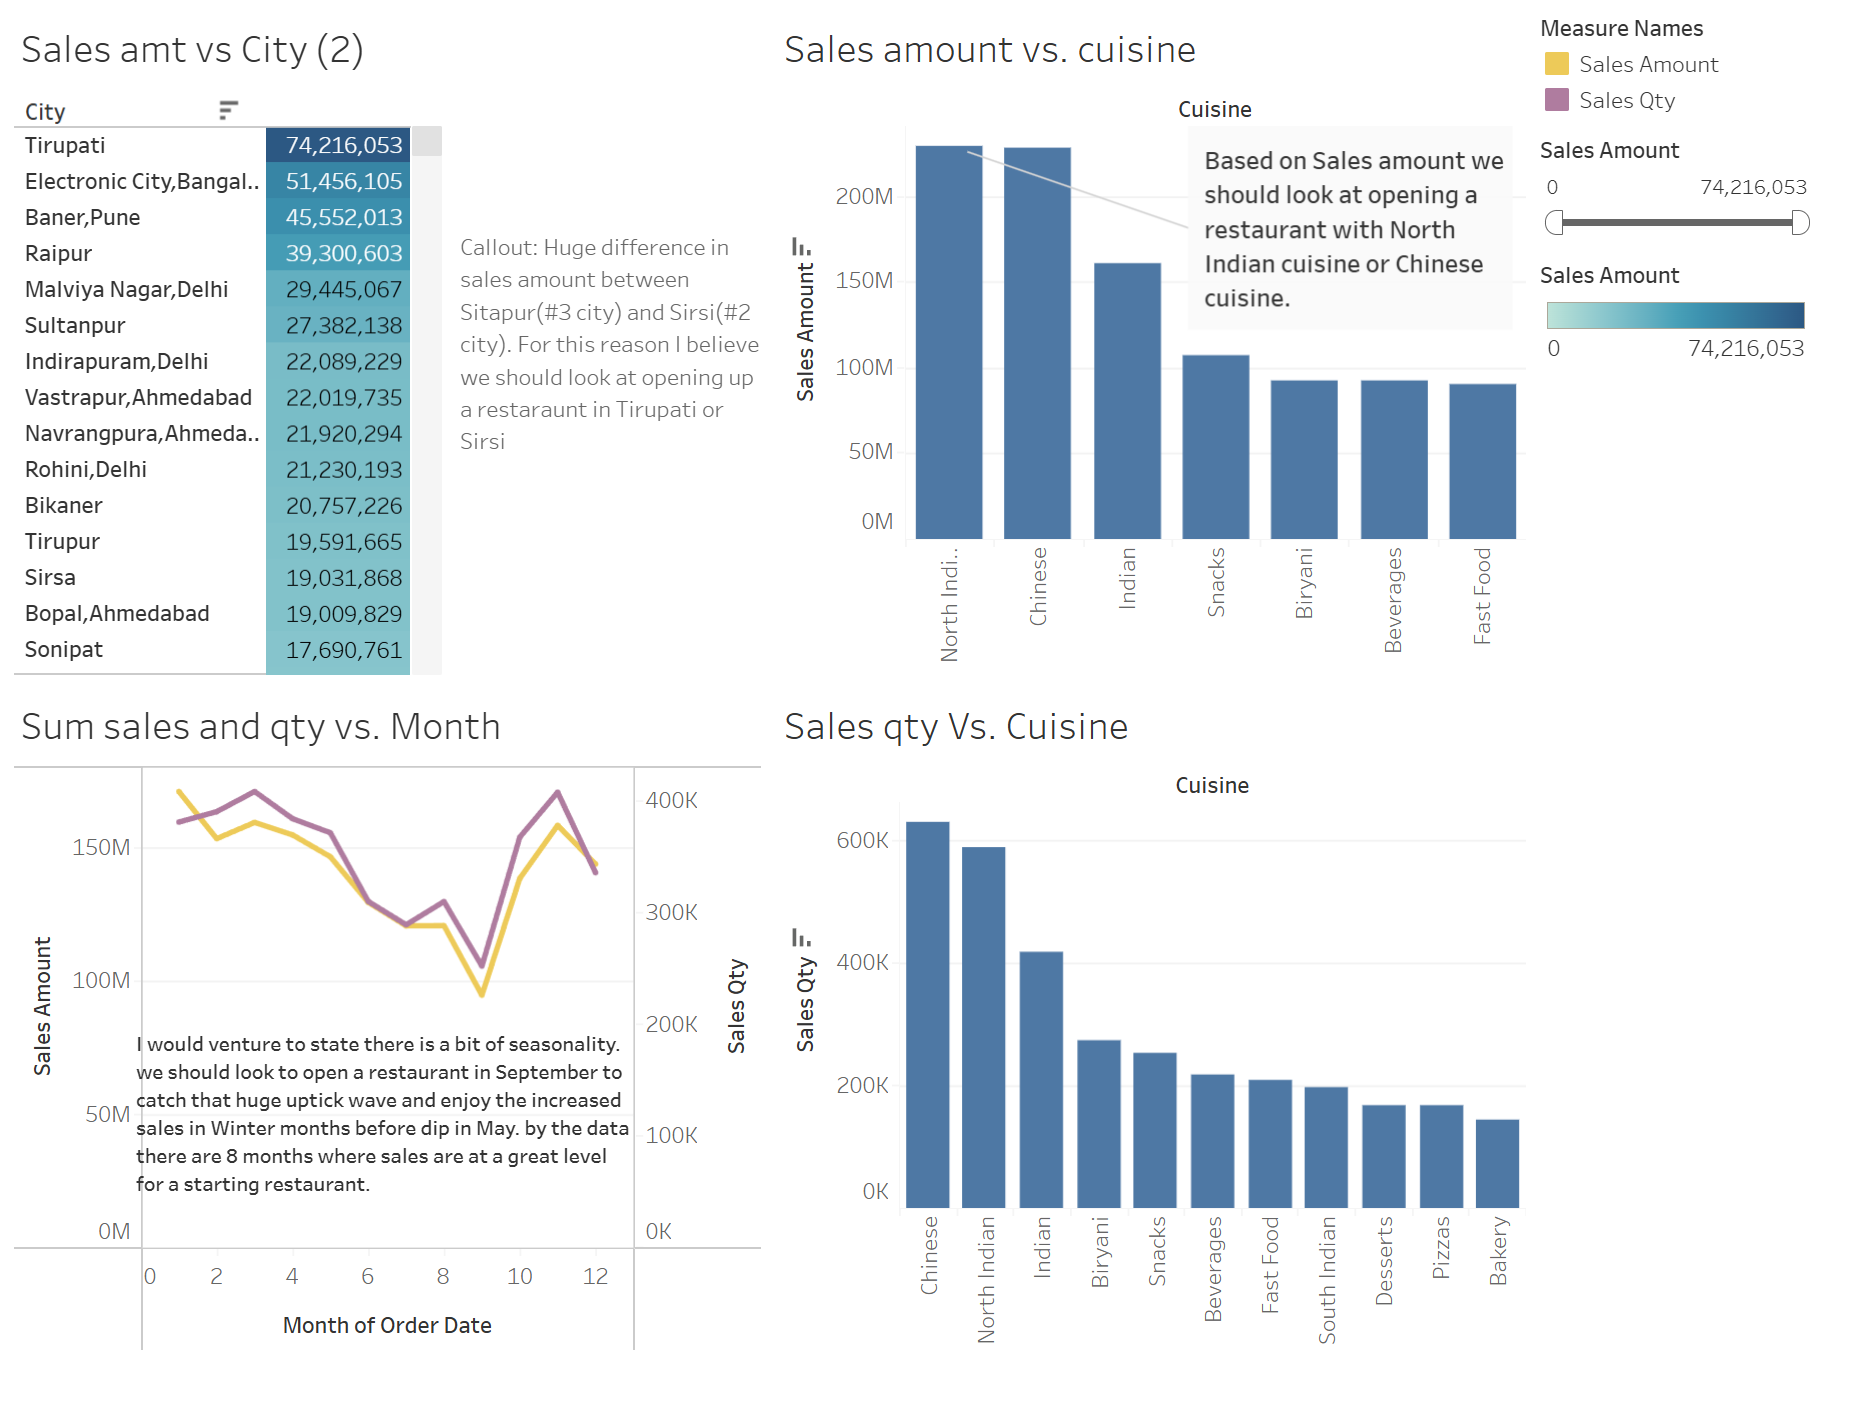 Sales amt vs City (2)
City
Tirupati 74,216,053
Electronic City,Bangal.. 51,456,105
Baner,Pune 45,552,013
Raipur 39,300,603
Malviya Nagar,Delhi 29,445,067
Sultanpur 27,382,138
Indirapuram,Delhi 22,089,229
Vastrapur,Ahmedabad 22,019,735
Navrangpura,Ahmeda.. 21,920,294
Rohini,Delhi 21,230,193
Bikaner 20,757,226
Tirupur 19,591,665
Sirsa 19,031,868
Bopal,Ahmedabad 19,009,829
Sonipat 17,690,761
Callout: Huge difference in
sales amount between
Sitapur(#3 city) and Sirsi(#2
city). For this reason I believe
we should look at opening up
a restaraunt in Tirupati or
Sirsi
Sales amount vs. cuisine
Cuisine
Based on Sales amount we
should look at opening a
restaurant with North
Indian cuisine or Chinese
cuisine.
Sales Amount
200M
150M
100M
50M
0M
North Indi..
Chinese
Indian
Snacks
Biryani
Beverages
Fast Food
Measure Names
Sales Amount
Sales Qty
Sales Amount
0 74,216,053
Sales Amount
0 74,216,053
Sum sales and qty vs. Month
Sales Amount
150M
100M
50M
0M
400K
300K
200K
100K
0K
Sales Qty
I would venture to state there is a bit of seasonality.
we should look to open a restaurant in September to
catch that huge uptick wave and enjoy the increased
sales in Winter months before dip in May. by the data
there are 8 months where sales are at a great level
for a starting restaurant.
0 2 4 6 8 10 12
Month of Order Date
Sales qty Vs. Cuisine
Cuisine
Sales Qty
600K
400K
200K
0K
Chinese
North Indian
Indian
Biryani
Snacks
Beverages
Fast Food
South Indian
Desserts
Pizzas
Bakery